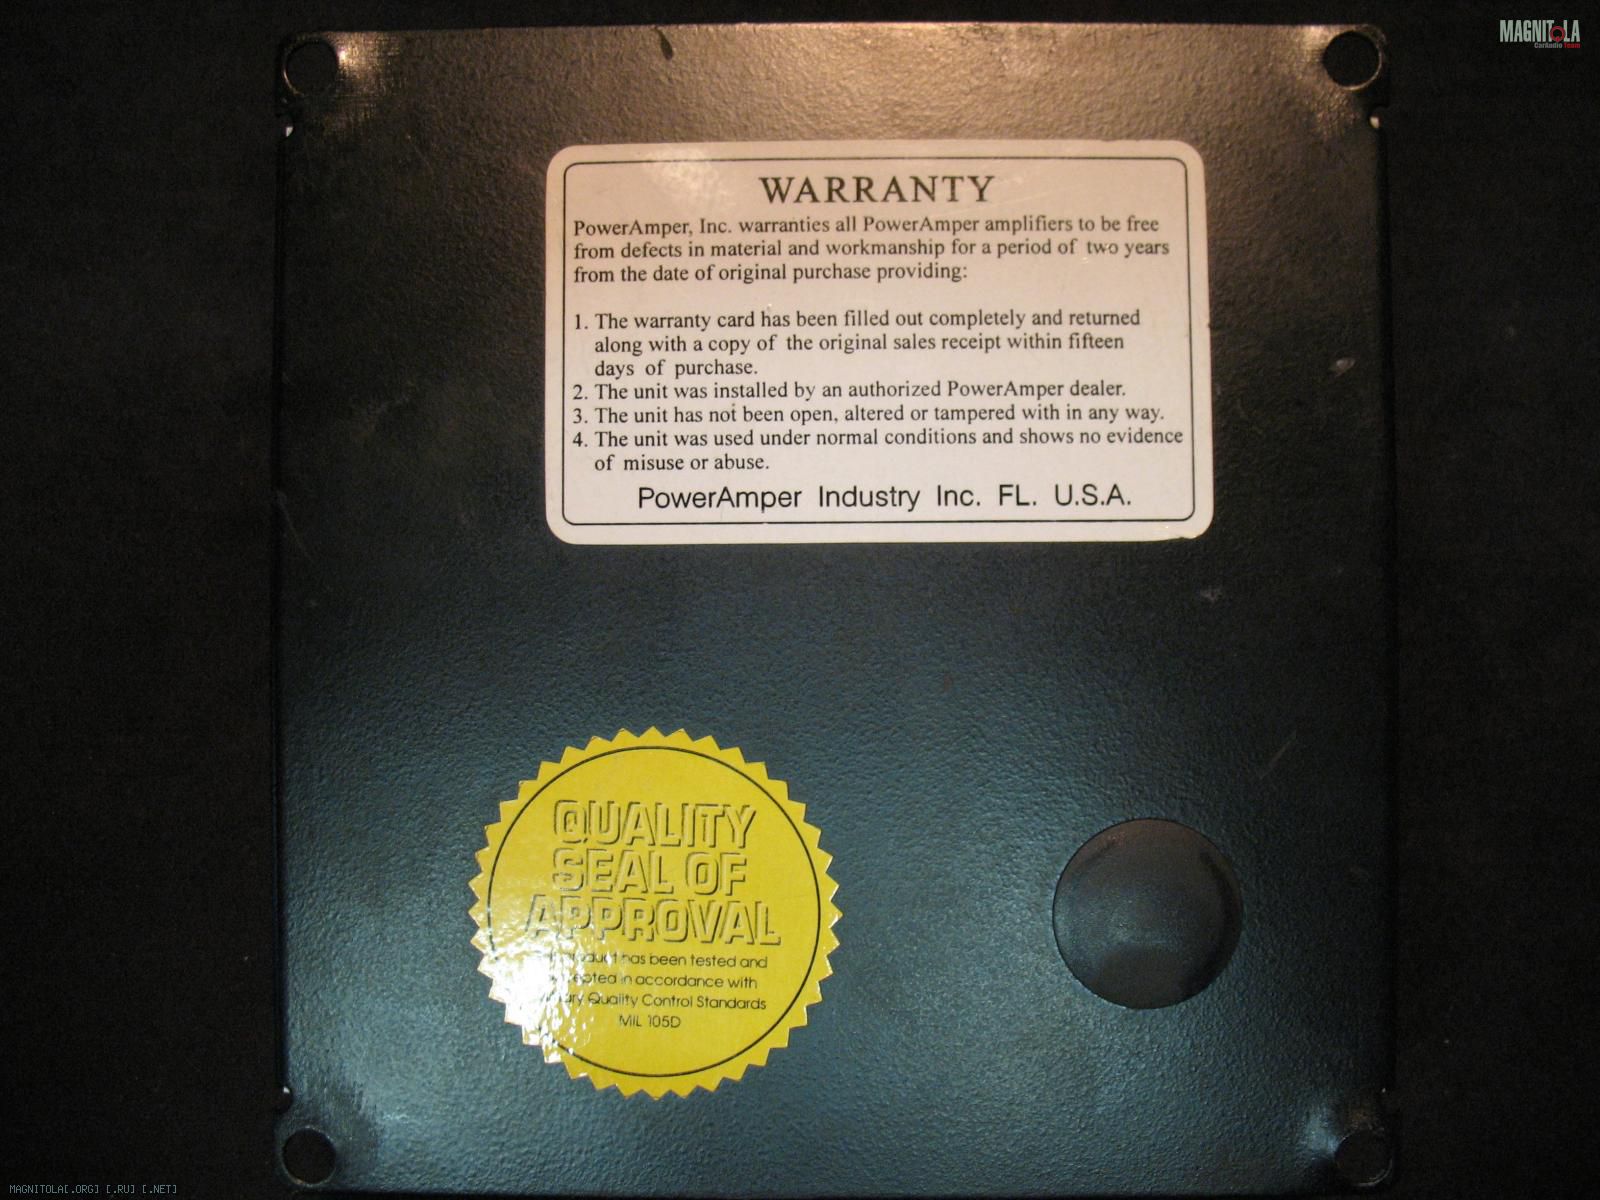 MAGNITOLA
CarAudio Team
WARRANTY
PowerAmper, Inc. warranties all PowerAmper amplifiers to be free
from defects in material and workmanship for a period of two years
from the date of original purchase providing:
1. The warranty card has been filled out completely and returned
along with a copy of the original sales receipt within fifteen
days of purchase.
2. The unit was installed by an authorized PowerAmper dealer.
3. The unit has not been open, altered or tampered with in any way.
4. The unit was used under normal conditions and shows no evidence
of misuse or abuse.
PowerAmper Industry Inc. FL. U.S.A.
QUALITY
SEAL OF
APPROVAL
has been tested and
in accordance with
Quality Control Standards
MIL 105D
MAGNITOLA[.ORG] [.RU] [.NET]